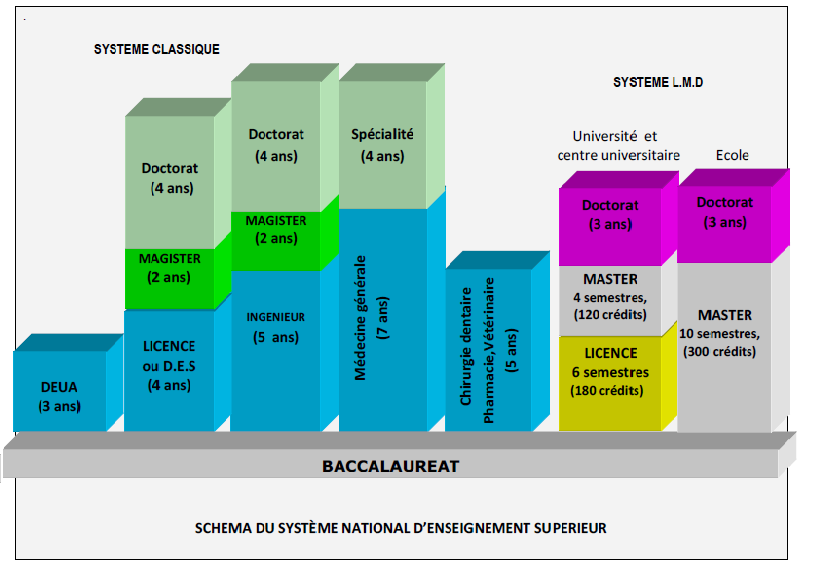 SYSTEME CLASSIQUE
SYSTEME L.M.D
Université et
centre universitaire
Ecole
DEUA
(3 ans)
Doctorat
(4 ans)
MAGISTER
(2 ans)
LICENCE
ou D.E.S
(4 ans)
Doctorat
(4 ans)
MAGISTER
(2 ans)
INGENIEUR
(5 ans)
Spécialité
(4 ans)
Médecine générale
(7 ans)
Chirurgie dentaire
Pharmacie,Vétérinaire
(5 ans)
Doctorat
(3 ans)
MASTER
4 semestres,
(120 crédits)
LICENCE
6 semestres
(180 crédits)
Doctorat
(3 ans)
MASTER
10 semestres,
(300 crédits)
BACCALAUREAT
SCHEMA DU SYSTÈME NATIONAL D'ENSEIGNEMENT SUPERIEUR